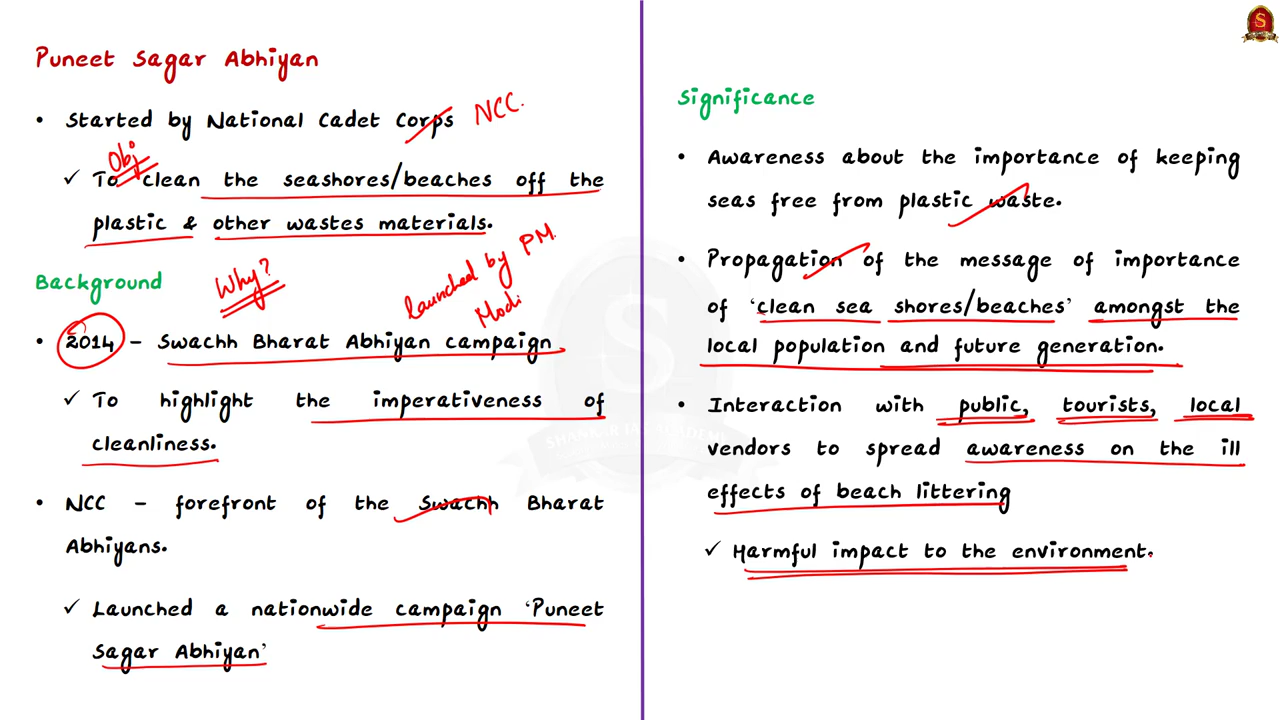 Puneet Sagar Abhiyan
• Started by National Cadet Corps NCC.
Obj
✓ To clean the seashores/beaches off the
plastic & other wastes materials.
Background
Why?
launched by PM
Modi
• 2014 – Swachh Bharat Abhiyan campaign
✓ To highlight the imperativeness of
cleanliness.
• NCC – forefront of the Swachh Bharat
Abhiyans.
✓ Launched a nationwide campaign ‘Puneet
Sagar Abhiyan’
S
Significance
• Awareness about the importance of keeping
seas free from plastic waste.
• Propagation of the message of importance
of ‘clean sea shores/beaches’ amongst the
local population and future generation.
• Interaction with public, tourists, local
vendors to spread awareness on the ill
effects of beach littering
✓ Harmful impact to the environment.
SHANKAR IAS ACADEMY